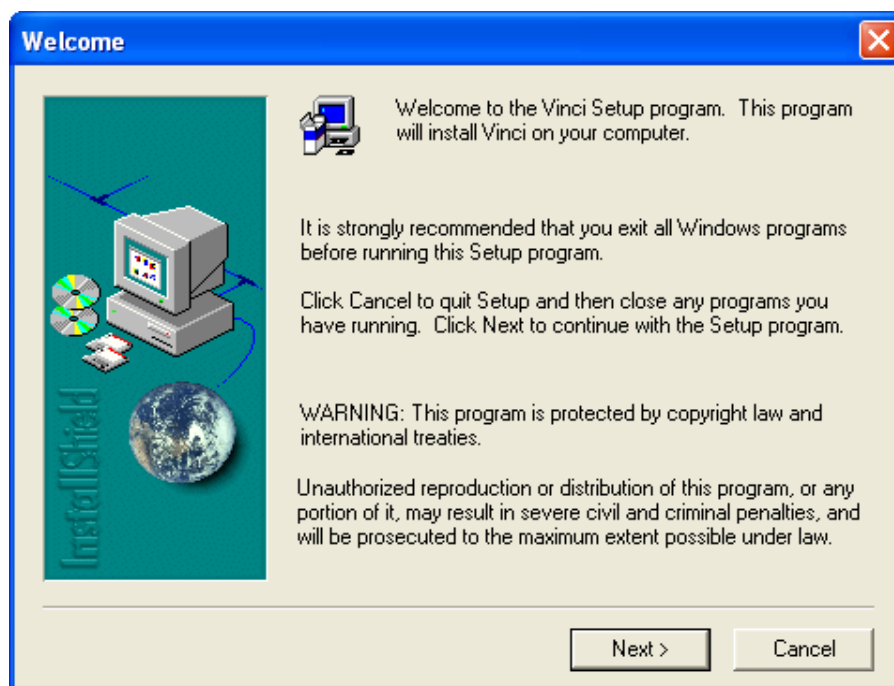 Welcome
Welcome to the Vinci Setup program.  This program
will install Vinci on your computer.
It is strongly recommended that you exit all Windows programs
before running this Setup program.
Click Cancel to quit Setup and then close any programs you
have running.  Click Next to continue with the Setup program.
WARNING: This program is protected by copyright law and
international treaties.
Unauthorized reproduction or distribution of this program, or any
portion of it, may result in severe civil and criminal penalties, and
will be prosecuted to the maximum extent possible under law.
InstallShield
Next >
Cancel